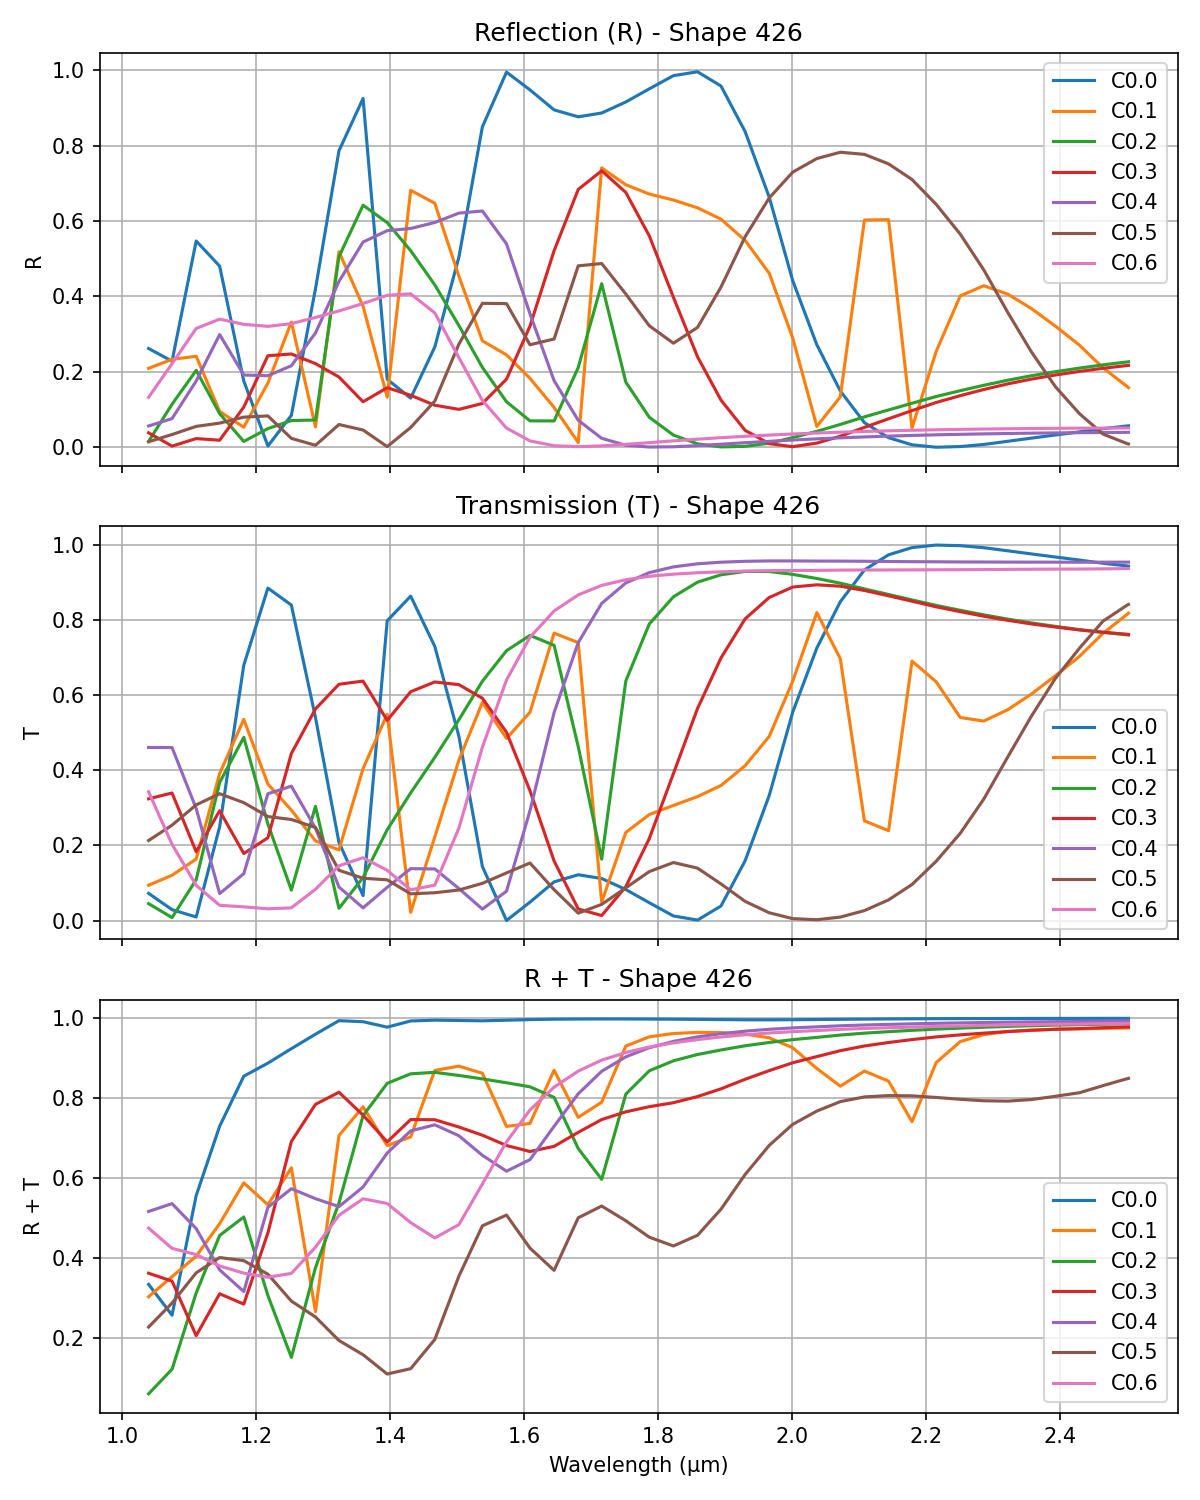 Reflection (R) - Shape 426
1.0
0.8
0.6
0.4
0.2
0.0
R
C0.0
C0.1
C0.2
C0.3
C0.4
C0.5
C0.6
Transmission (T) - Shape 426
1.0
0.8
0.6
0.4
0.2
0.0
T
C0.0
C0.1
C0.2
C0.3
C0.4
C0.5
C0.6
R + T - Shape 426
1.0
0.8
0.6
0.4
0.2
R + T
C0.0
C0.1
C0.2
C0.3
C0.4
C0.5
C0.6
1.0 1.2 1.4 1.6 1.8 2.0 2.2 2.4
Wavelength (μm)